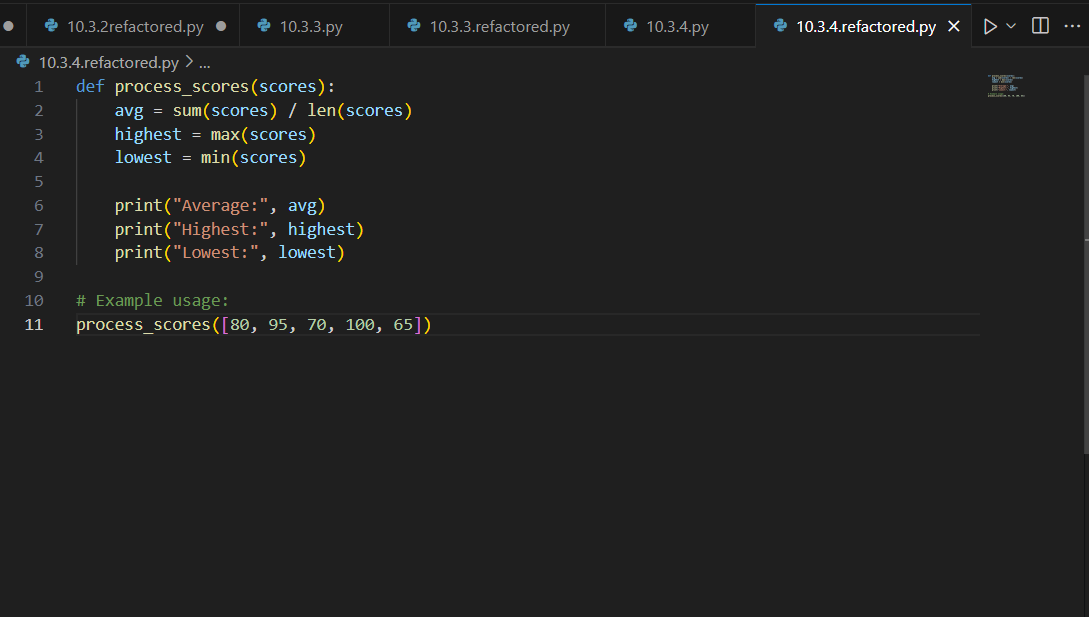 10.3.2refactored.py 10.3.3.py 10.3.3.refactored.py 10.3.4.py 10.3.4.refactored.py
10.3.4.refactored.py > ...
1 def process_scores(scores):
2     avg = sum(scores) / len(scores)
3     highest = max(scores)
4     lowest = min(scores)
5
6     print("Average:", avg)
7     print("Highest:", highest)
8     print("Lowest:", lowest)
9
10 # Example usage:
11 process_scores([80, 95, 70, 100, 65])